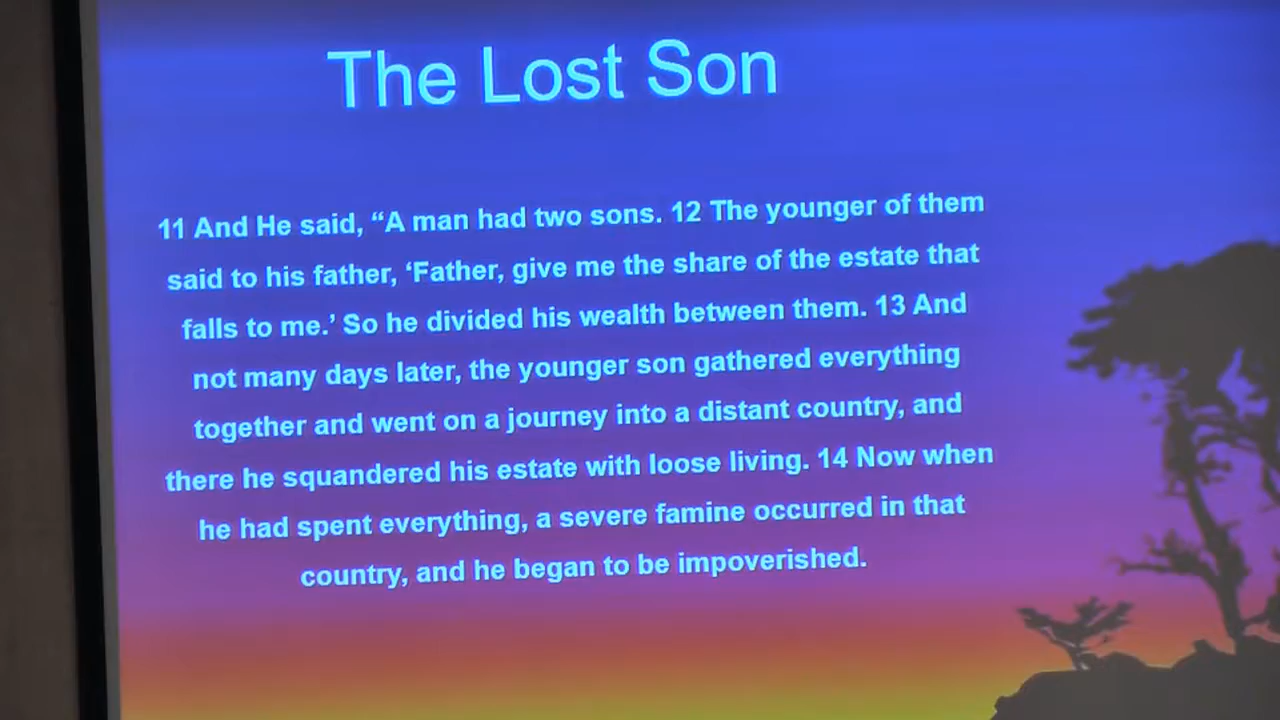 The Lost Son
11 And He said, “A man had two sons. 12 The younger of them
said to his father, ‘Father, give me the share of the estate that
falls to me.’ So he divided his wealth between them. 13 And
not many days later, the younger son gathered everything
together and went on a journey into a distant country, and
there he squandered his estate with loose living. 14 Now when
he had spent everything, a severe famine occurred in that
country, and he began to be impoverished.